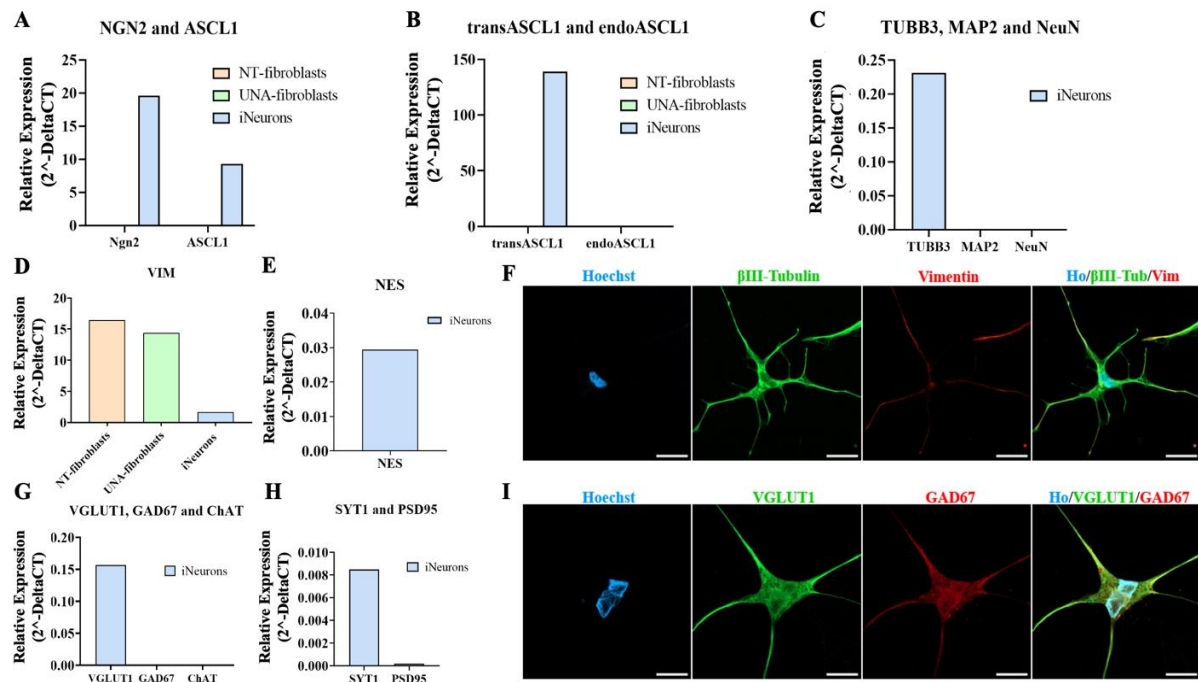 A
NGN2 and ASCL1
Relative Expression
(2^-DeltaCT)
25
20
15
10
5
0
NT-fibroblasts
UNA-fibroblasts
iNeurons
Ngn2 ASCL1
B
transASCL1 and endoASCL1
Relative Expression
(2^-DeltaCT)
150
100
50
0
NT-fibroblasts
UNA-fibroblasts
iNeurons
transASCL1 endoASCL1
C
TUBB3, MAP2 and NeuN
Relative Expression
(2^-DeltaCT)
0.25
0.20
0.15
0.10
0.05
0.00
iNeurons
TUBB3 MAP2 NeuN
D
VIM
Relative Expression
(2^-DeltaCT)
20
15
10
5
0
NT-fibroblasts
UNA-fibroblasts
iNeurons
E
NES
Relative Expression
(2^-DeltaCT)
0.04
0.03
0.02
0.01
0.00
iNeurons
NES
F
Hoechst βIII-Tubulin Vimentin Ho/βIII-Tub/Vim
G
VGLUT1, GAD67 and ChAT
Relative Expression
(2^-DeltaCT)
0.20
0.15
0.10
0.05
0.00
iNeurons
VGLUT1 GAD67 ChAT
H
SYT1 and PSD95
Relative Expression
(2^-DeltaCT)
0.010
0.008
0.006
0.004
0.002
0.000
iNeurons
SYT1 PSD95
I
Hoechst VGLUT1 GAD67 Ho/VGLUT1/GAD67